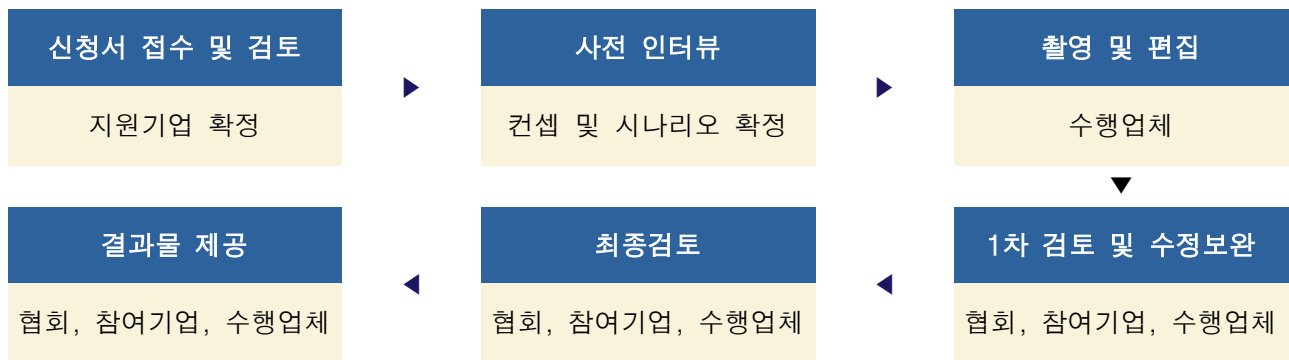 신청서 접수 및 검토
지원기업 확정
▶
사전 인터뷰
컨셉 및 시나리오 확정
▶
촬영 및 편집
수행업체
▼
1차 검토 및 수정보완
협회, 참여기업, 수행업체
◀
최종검토
협회, 참여기업, 수행업체
◀
결과물 제공
협회, 참여기업, 수행업체